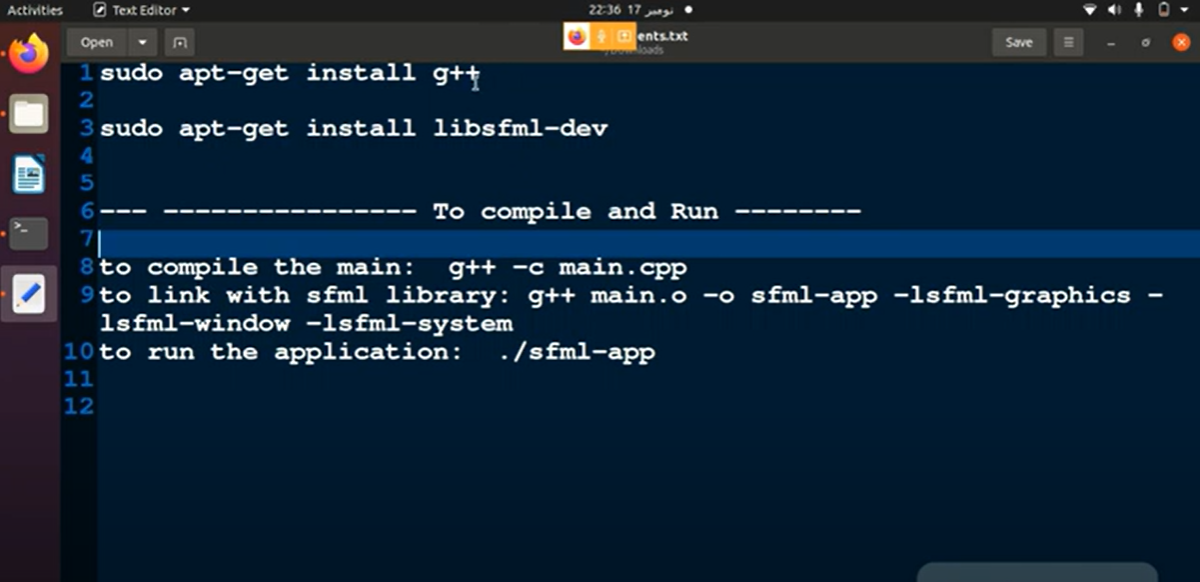 Activities Text Editor 22:36 17 نومبر
Open ents.txt Save
1 sudo apt-get install g++
2
3 sudo apt-get install libsfml-dev
4
5
6 --- ---------------- To compile and Run --------
7
8 to compile the main:  g++ -c main.cpp
9 to link with sfml library: g++ main.o -o sfml-app -lsfml-graphics -
lsfml-window -lsfml-system
10 to run the application:  ./sfml-app
11
12